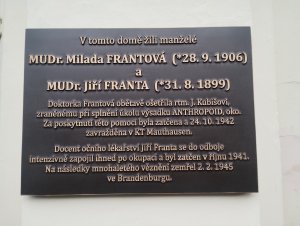 V tomto domě žili manželé
MUDr. Milada FRANTOVÁ (*28. 9. 1906)
a
MUDr. Jiří FRANTA (*31. 8. 1899)
Doktorka Frantová obětavě ošetřila rtm. J. Kubišovi,
zraněnému při splnění úkolu výsadku ANTHROPOID, oko.
Za poskytnutí této pomoci byla zatčena a 24. 10. 1942
zavražděna v KT Mauthausen.
Docent očního lékařství Jiří Franta se do odboje
intenzivně zapojil ihned po okupaci a byl zatčen v říjnu 1941.
Na následky mnohaletého věznění zemřel 2. 2. 1945
ve Brandenburgu.